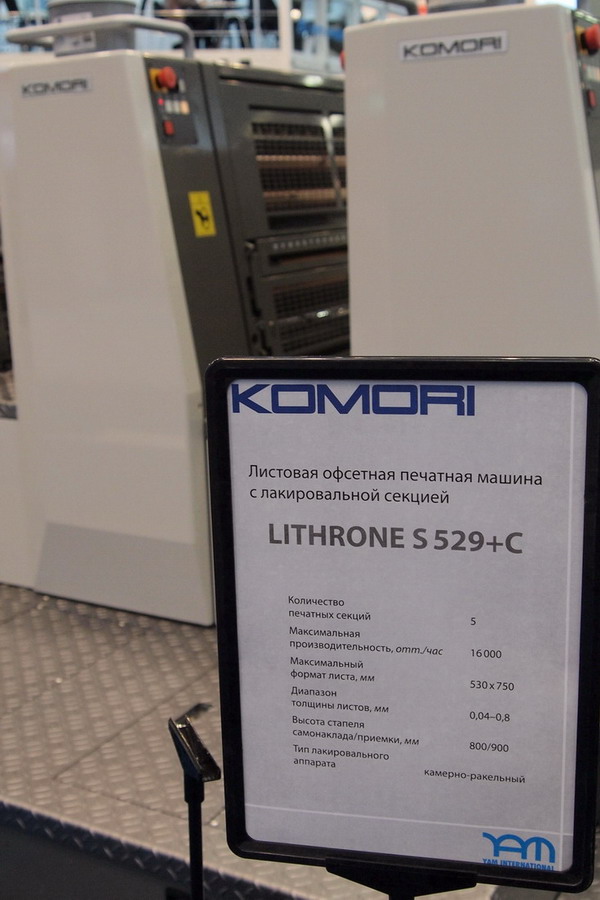 KOMORI
KOMORI
KOMORI
Листовая офсетная печатная машина
с лакировальной секцией
LITHRONE S 529+C
Количество
печатных секций 5
Максимальная
производительность, отт./час 16 000
Максимальный
формат листа, мм 530 x 750
Диапазон
толщины листов, мм 0,04–0,8
Высота стапеля
самонаклада/приемки, мм 800/900
Тип лакировального
аппарата камерно-ракельный
YAM
YAM INTERNATIONAL